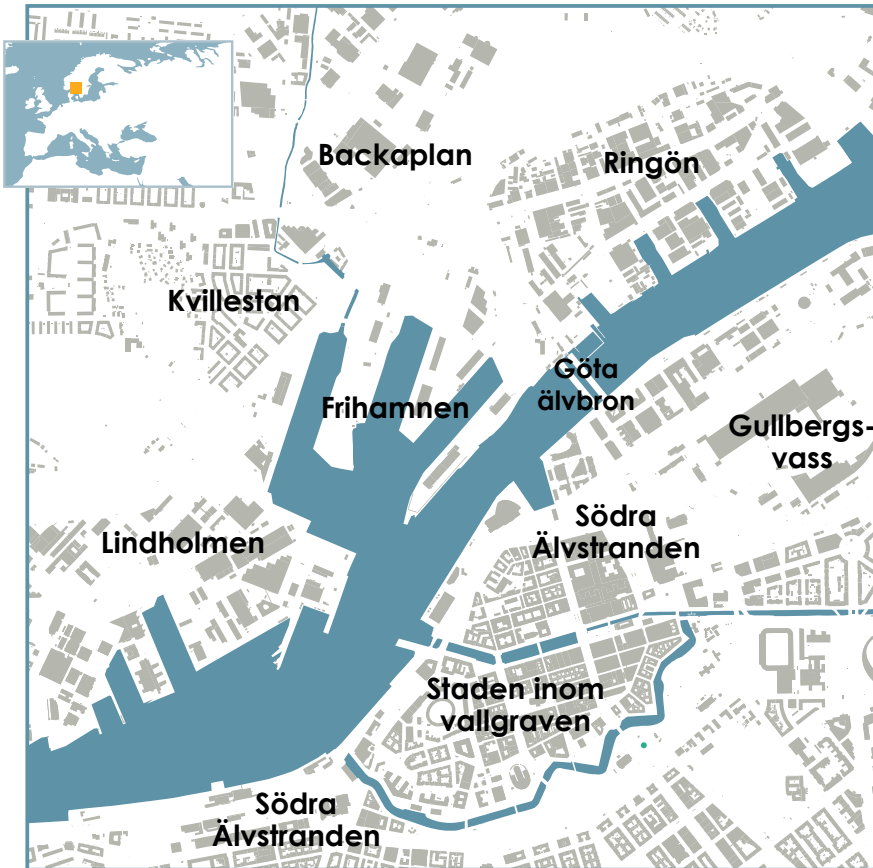 Backaplan
Ringön
Kvillestan
Göta
älvbron
Frihamnen
Gullbergs-
vass
Södra
Älvstranden
Lindholmen
Staden inom
vallgraven
Södra
Älvstranden